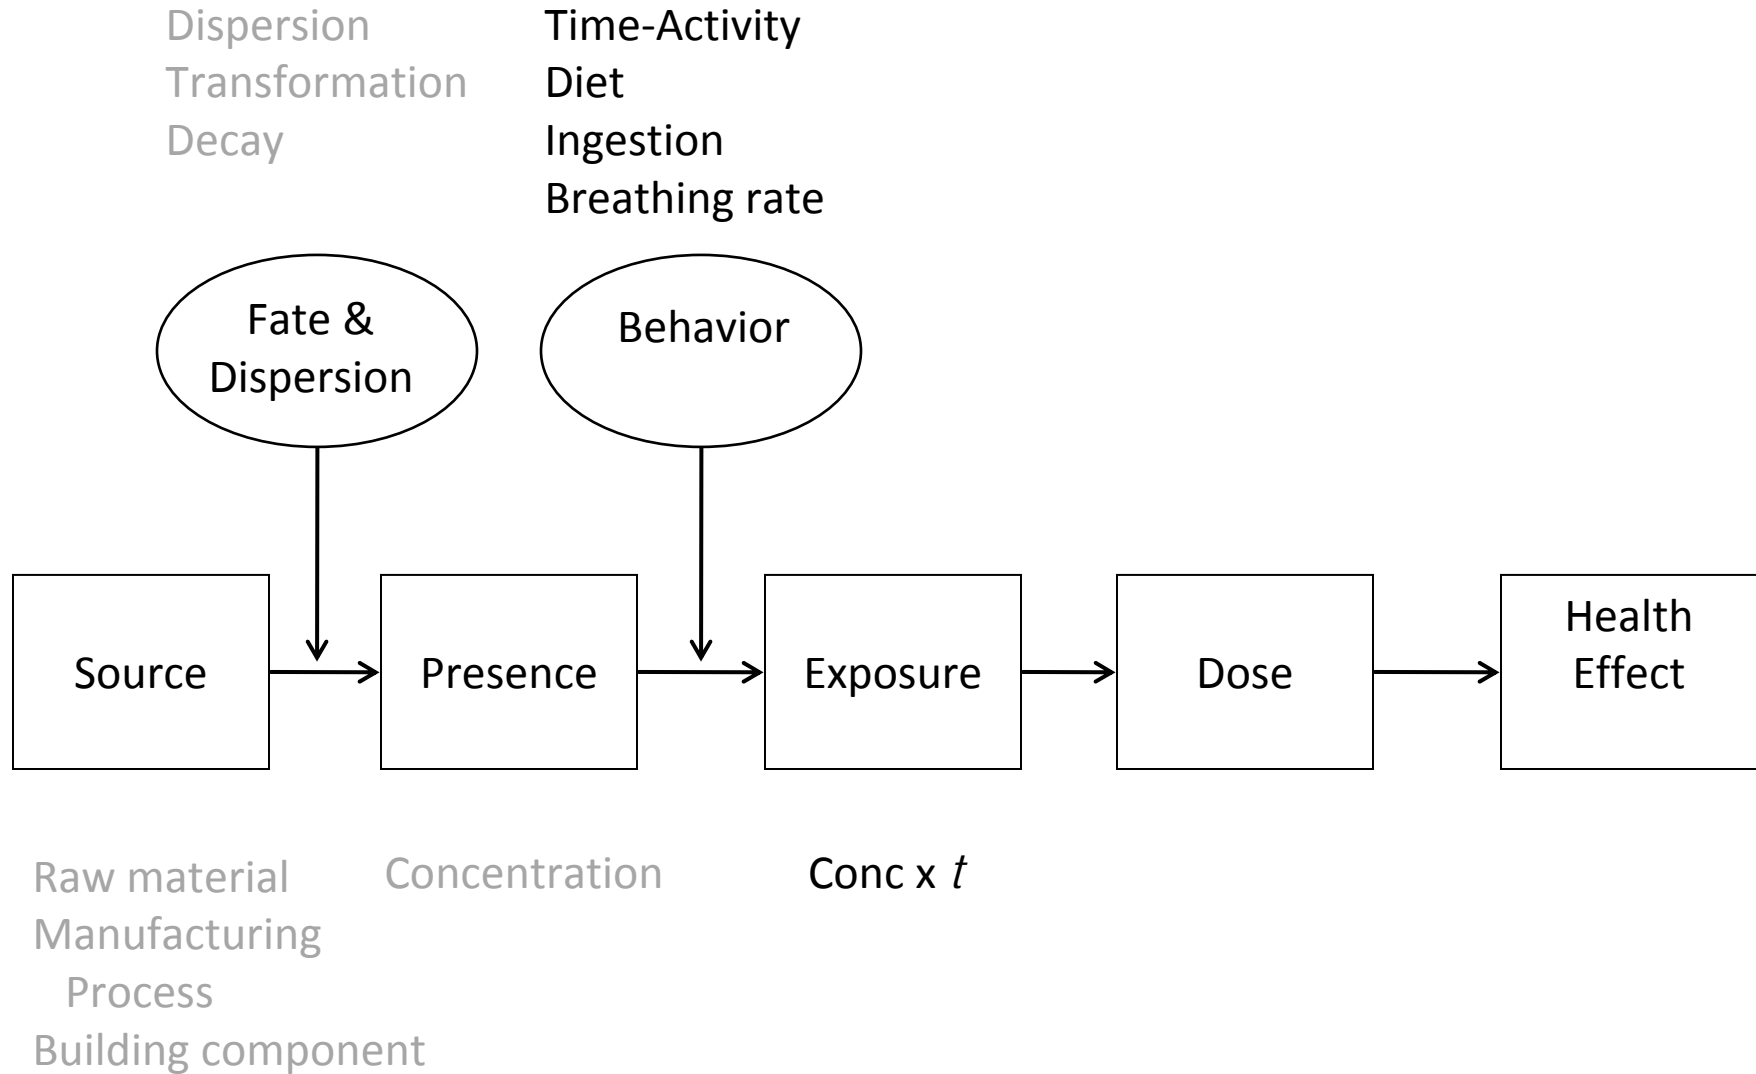 Dispersion
Transformation
Decay
Time-Activity
Diet
Ingestion
Breathing rate
Fate &
Dispersion
Behavior
Source
Presence
Exposure
Dose
Health
Effect
Raw material
Manufacturing
Process
Building component
Concentration
Conc x t